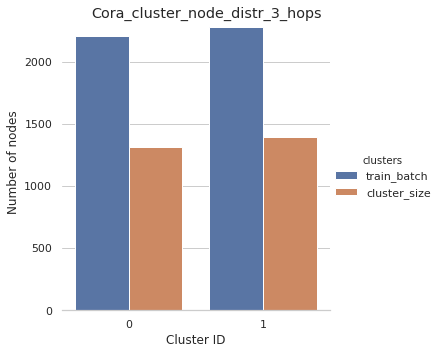 Cora_cluster_node_distr_3_hops
Number of nodes
2000
1500
1000
500
0
0 1
Cluster ID
clusters
train_batch
cluster_size